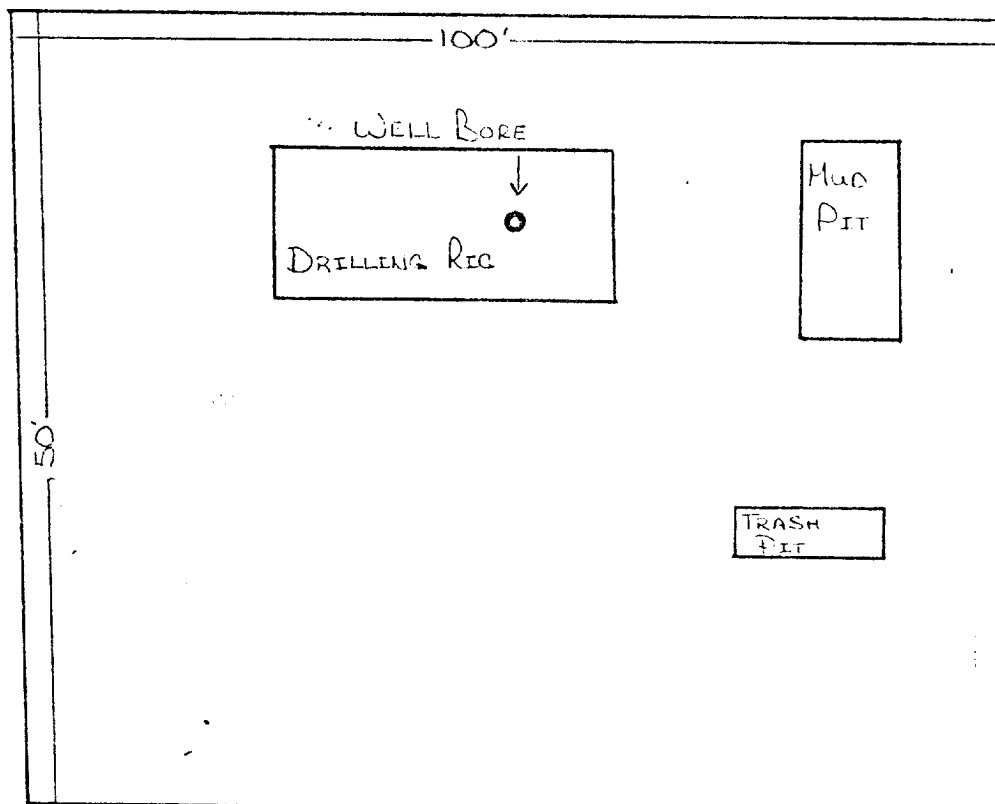 100'
WELL BORE
DRILLING RIG
MUD
PIT
50'
TRASH
PIT